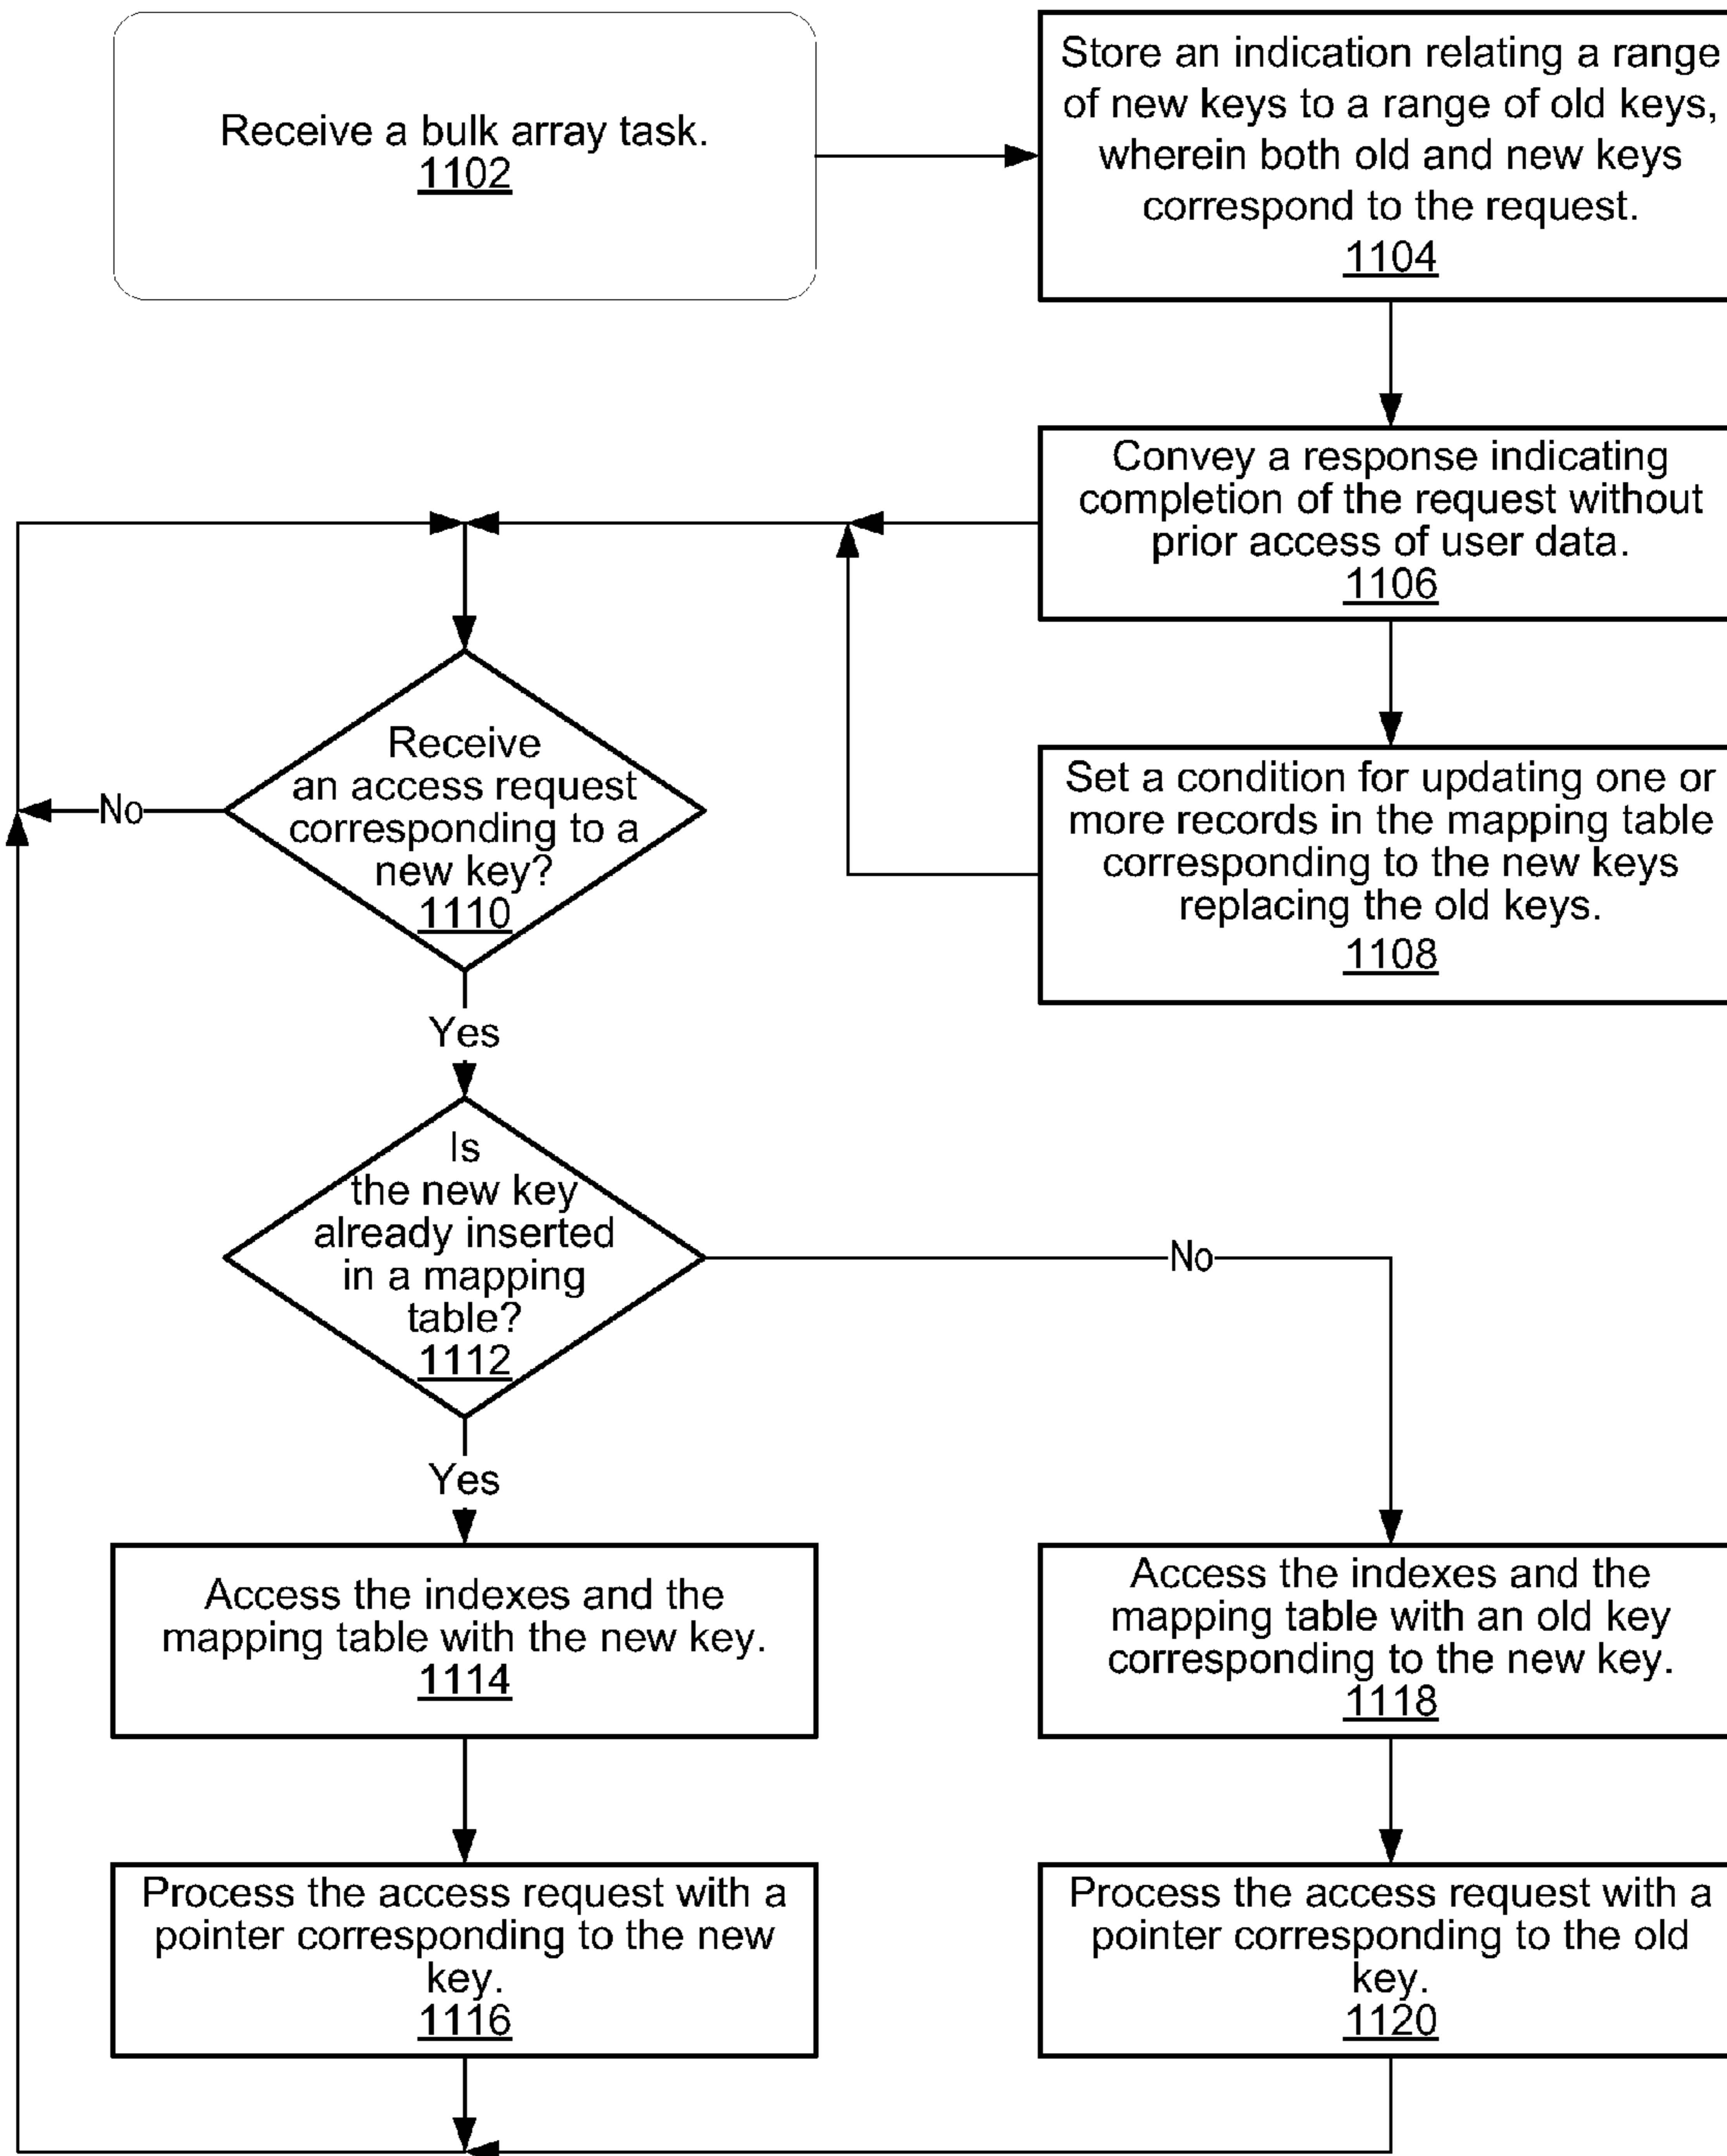 Receive a bulk array task.
1102
Store an indication relating a range
of new keys to a range of old keys,
wherein both old and new keys
correspond to the request.
1104
Convey a response indicating
completion of the request without
prior access of user data.
1106
Set a condition for updating one or
more records in the mapping table
corresponding to the new keys
replacing the old keys.
1108
Receive
an access request
corresponding to a
new key?
1110
No
Yes
Is
the new key
already inserted
in a mapping
table?
1112
No
Yes
Access the indexes and the
mapping table with the new key.
1114
Access the indexes and the
mapping table with an old key
corresponding to the new key.
1118
Process the access request with a
pointer corresponding to the new
key.
1116
Process the access request with a
pointer corresponding to the old
key.
1120